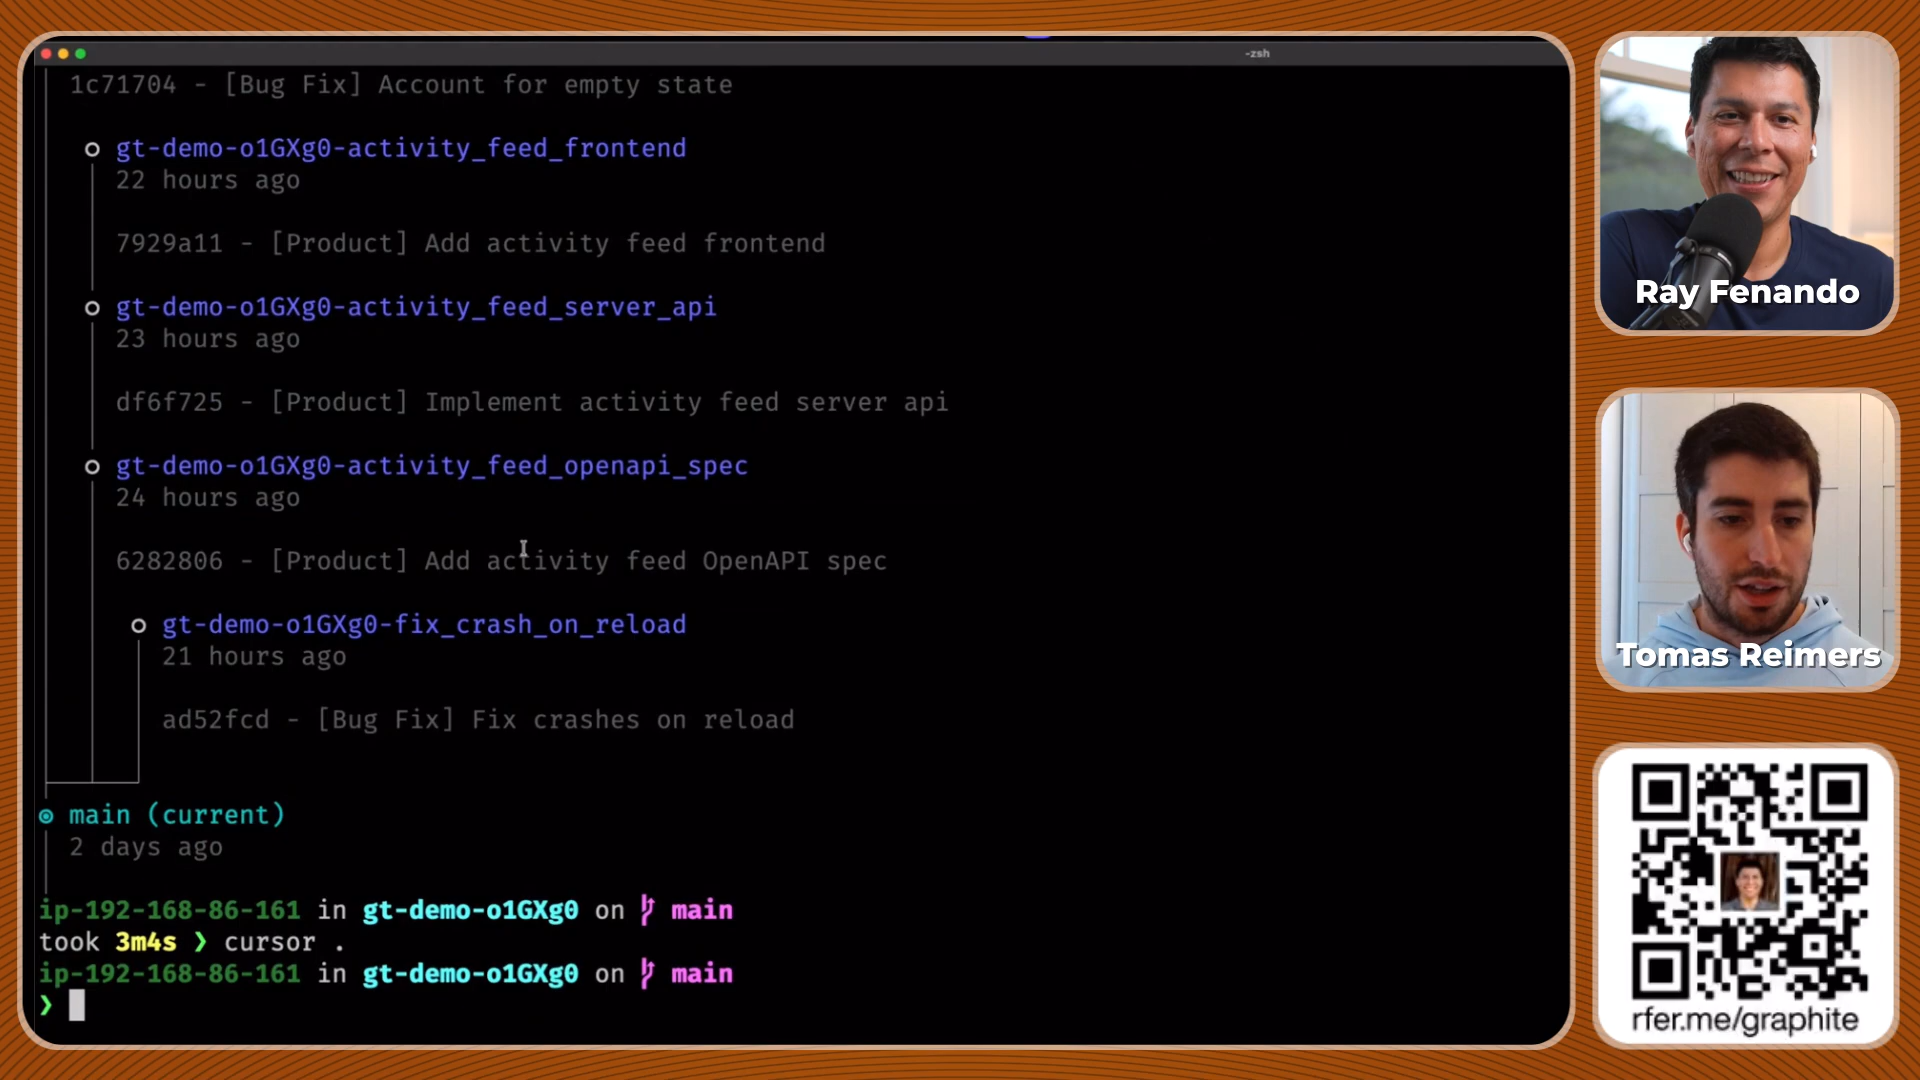 -zsh
1c71704 - [Bug Fix] Account for empty state
gt-demo-o1GXg0-activity_feed_frontend
22 hours ago
7929a11 - [Product] Add activity feed frontend
gt-demo-o1GXg0-activity_feed_server_api
23 hours ago
df6f725 - [Product] Implement activity feed server api
gt-demo-o1GXg0-activity_feed_openapi_spec
24 hours ago
6282806 - [Product] Add activity feed OpenAPI spec
gt-demo-o1GXg0-fix_crash_on_reload
21 hours ago
ad52fcd - [Bug Fix] Fix crashes on reload
main (current)
2 days ago
ip-192-168-86-161 in gt-demo-o1GXg0 on main
took 3m4s ❯ cursor .
ip-192-168-86-161 in gt-demo-o1GXg0 on main
❯
Ray Fenando
Tomas Reimers
rfer.me/graphite